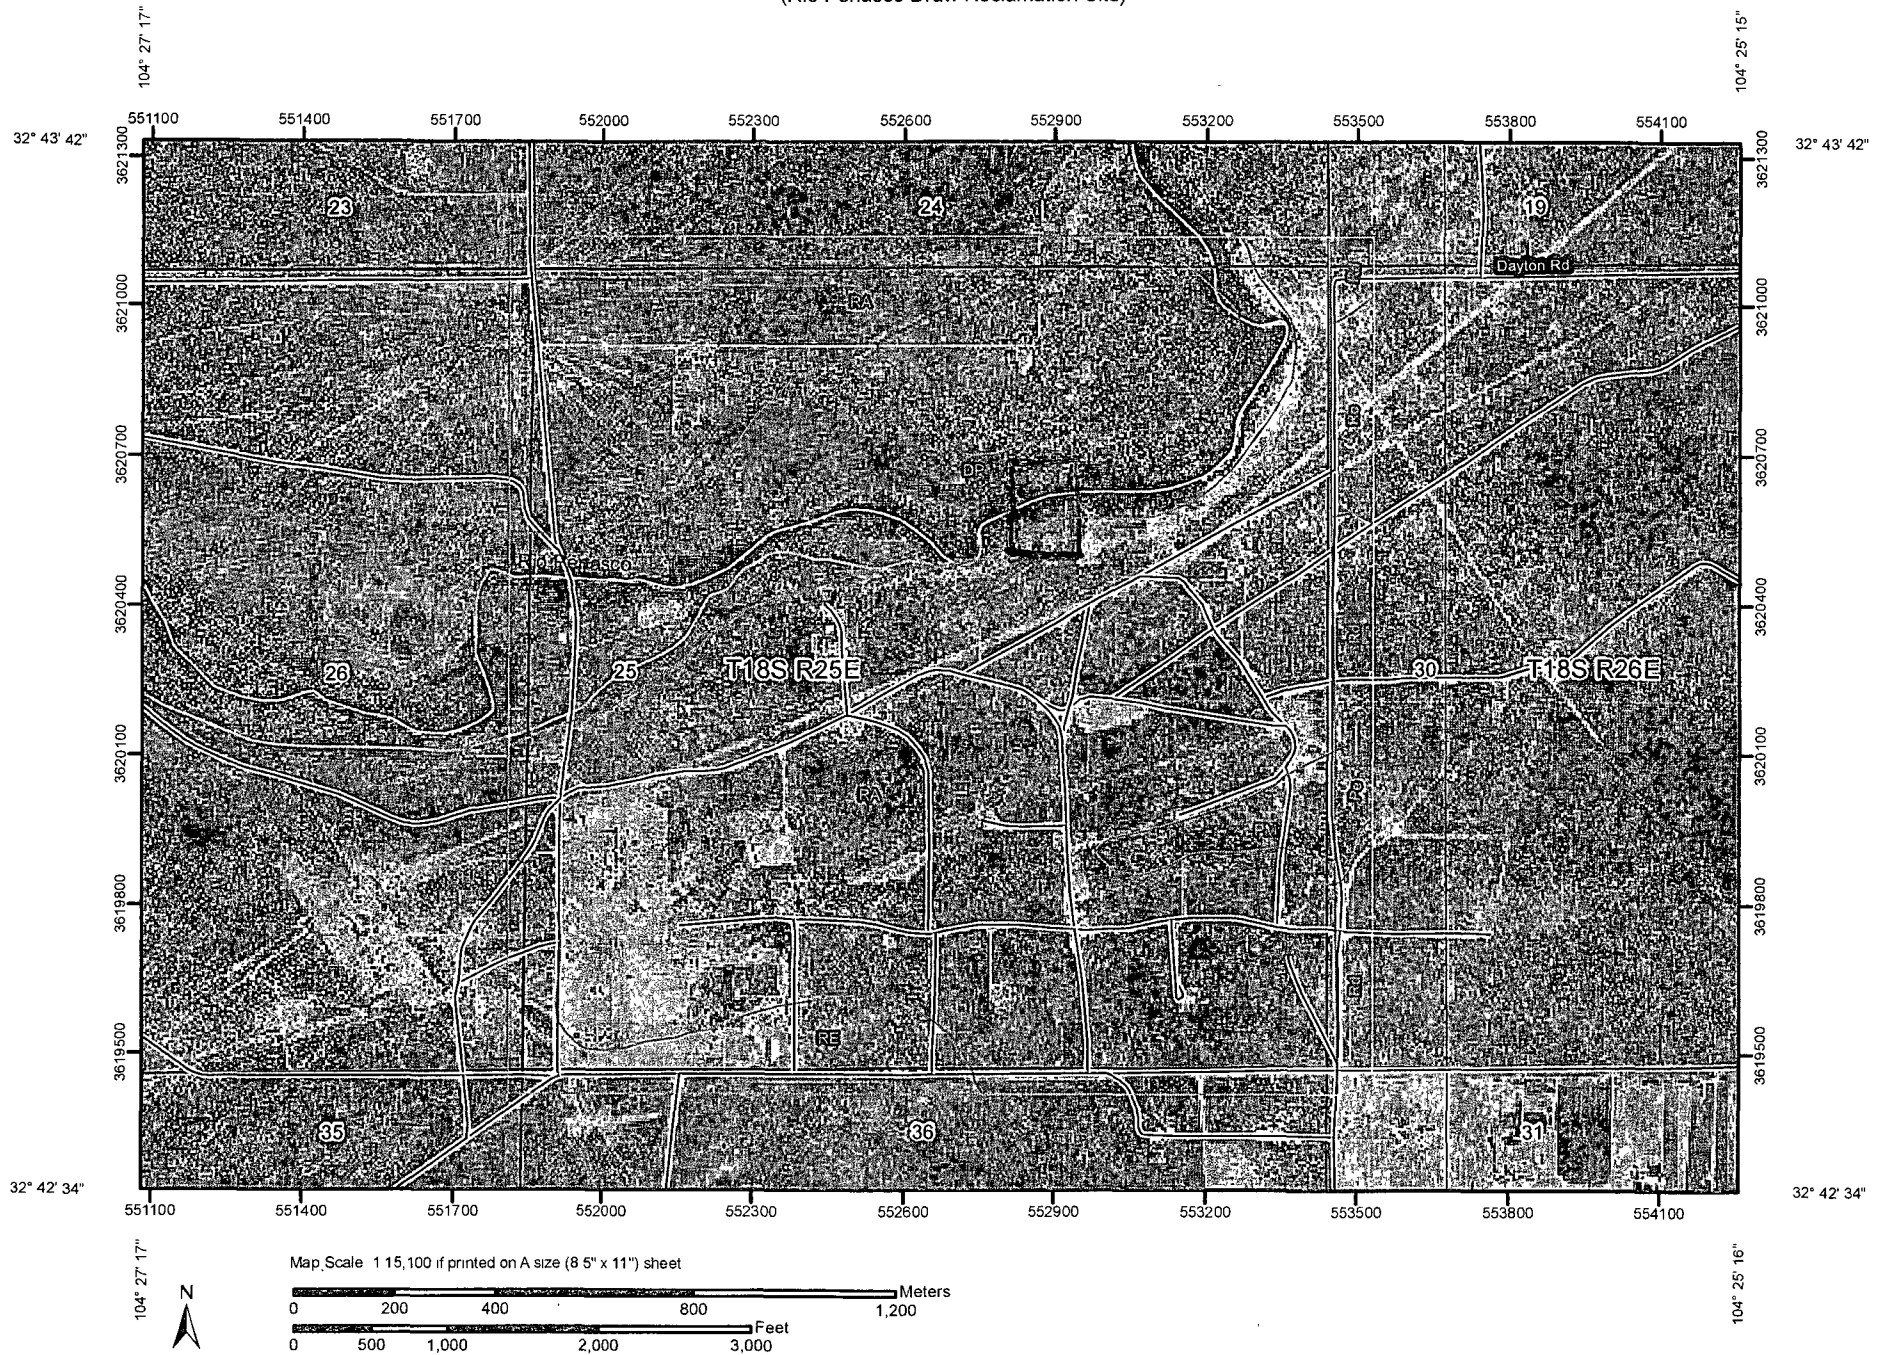 104° 27' 17"
104° 25' 15"
551100 551400 551700 552000 552300 552600 552900 553200 553500 553800 554100
32° 43' 42"
32° 43' 42"
3621300
3621300
23
24
19
Dayton Rd
3621000
3621000
RA
3620700
3620700
DP
Rio Penasco
3620400
3620400
26
25
T18S R25E
30
T18S R26E
3620100
3620100
RA
3619800
3619800
Rd
RE
3619500
3619500
35
36
31
32° 42' 34"
32° 42' 34"
551100 551400 551700 552000 552300 552600 552900 553200 553500 553800 554100
104° 27' 17"
104° 25' 16"
Map Scale 1 15,100 if printed on A size (8 5" x 11") sheet
N
Meters
0 200 400 800 1,200
Feet
0 500 1,000 2,000 3,000